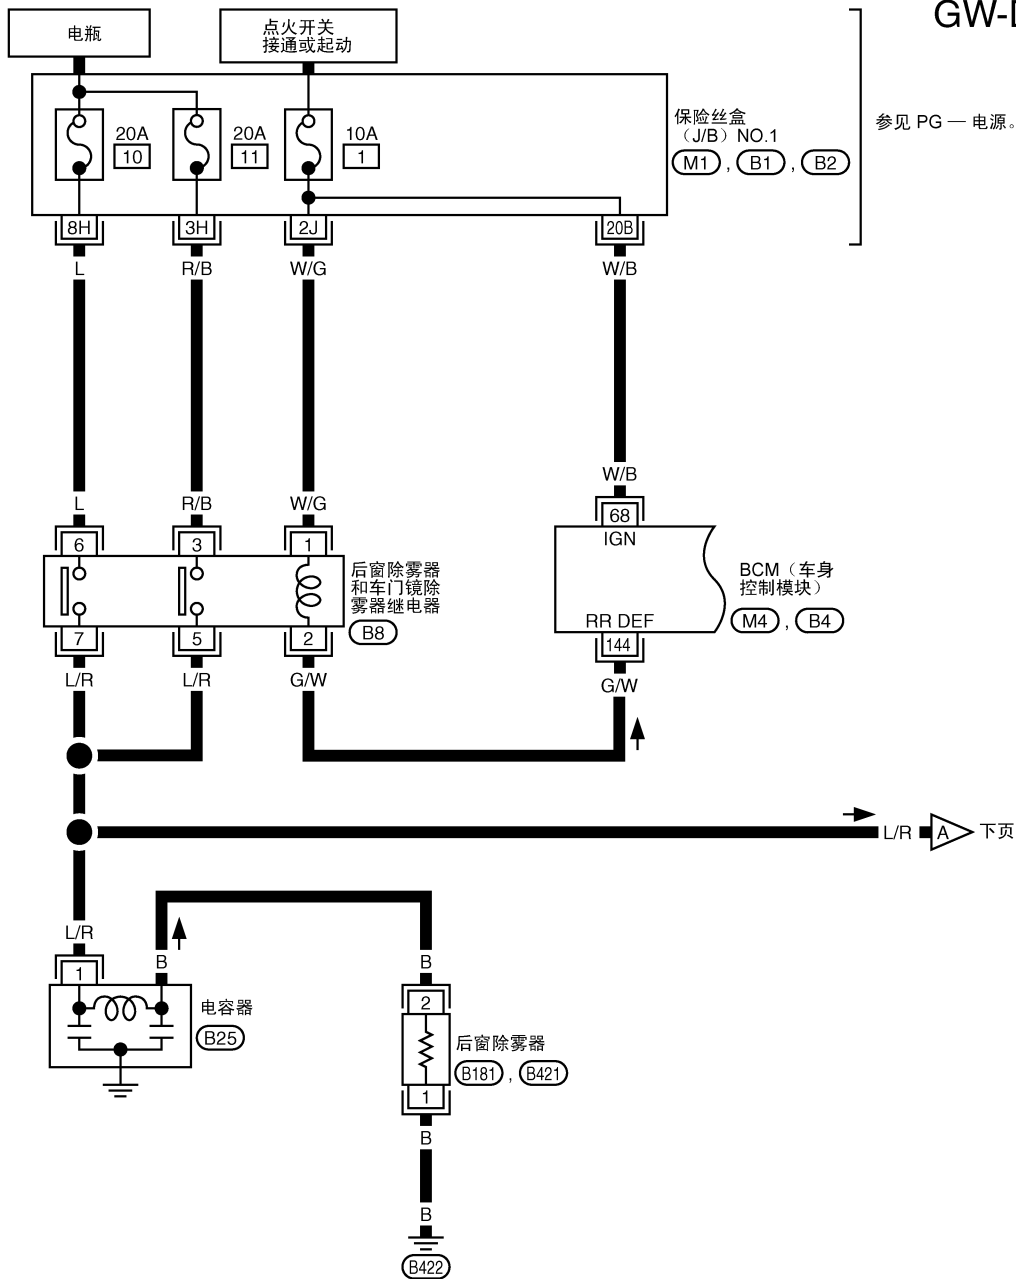 GW-D
电瓶
点火开关
接通或起动
20A
10
20A
11
10A
1
保险丝盒
（J/B）NO.1
M1 , B1 , B2
参见 PG — 电源。
8H
3H
2J
20B
L
R/B
W/G
W/B
L
R/B
W/G
W/B
6
3
1
68
IGN
后窗除雾器
和车门镜除
雾器继电器
B8
BCM（车身
控制模块）
M4 , B4
RR DEF
7
5
2
144
L/R
L/R
G/W
G/W
L/R
A
下页
L/R
B
B
1
2
电容器
B25
后窗除雾器
B181 , B421
1
B
B
B422